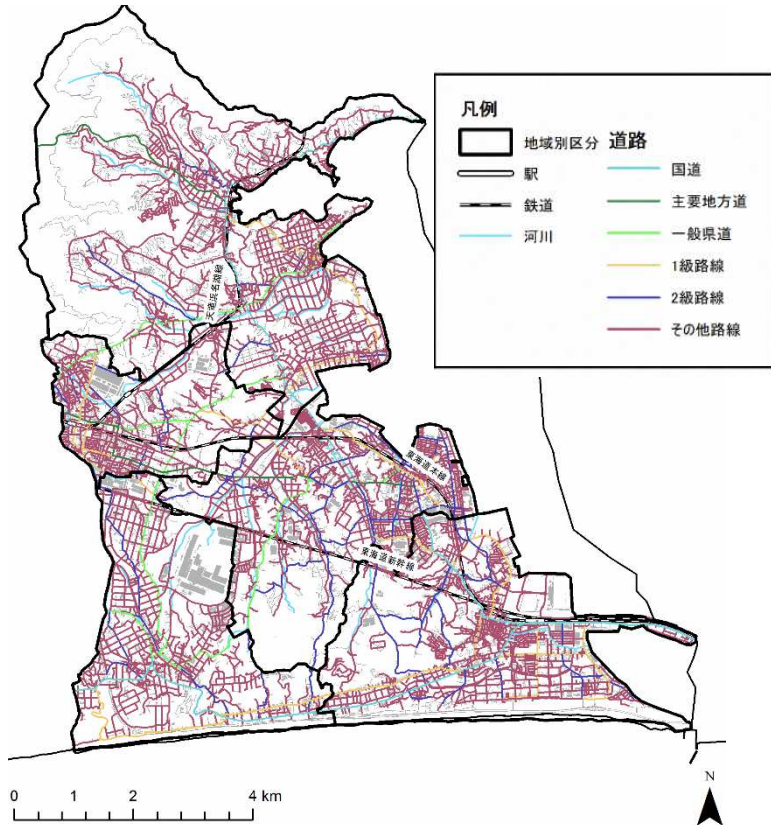 凡例
地域別区分
駅
鉄道
河川
道路
国道
主要地方道
一般県道
1級路線
2級路線
その他路線
天竜浜名湖線
東海道本線
東海道新幹線
0 1 2 4 km
N